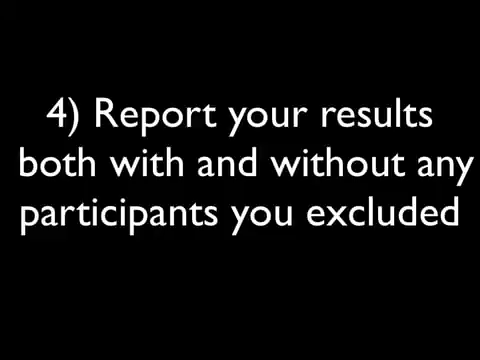 4) Report your results
both with and without any
participants you excluded